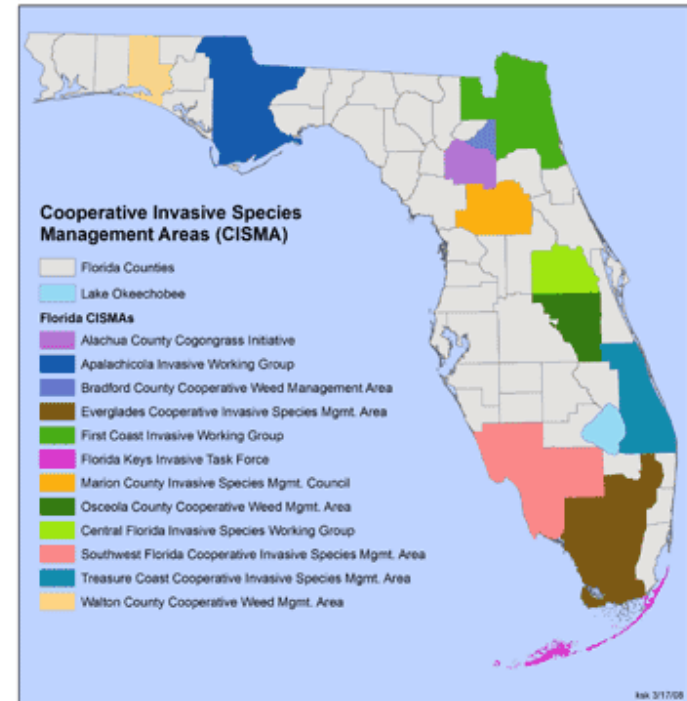 Cooperative Invasive Species
Management Areas (CISMA)
Florida Counties
Lake Okeechobee
Florida CISMAs
Alachua County Cogongrass Initiative
Apalachicola Invasive Working Group
Bradford County Cooperative Weed Management Area
Everglades Cooperative Invasive Species Mgmt. Area
First Coast Invasive Working Group
Florida Keys Invasive Task Force
Marion County Invasive Species Mgmt. Council
Osceola County Cooperative Weed Mgmt. Area
Central Florida Invasive Species Working Group
Southwest Florida Cooperative Invasive Species Mgmt. Area
Treasure Coast Cooperative Invasive Species Mgmt. Area
Walton County Cooperative Weed Mgmt. Area
ksk 3/17/08